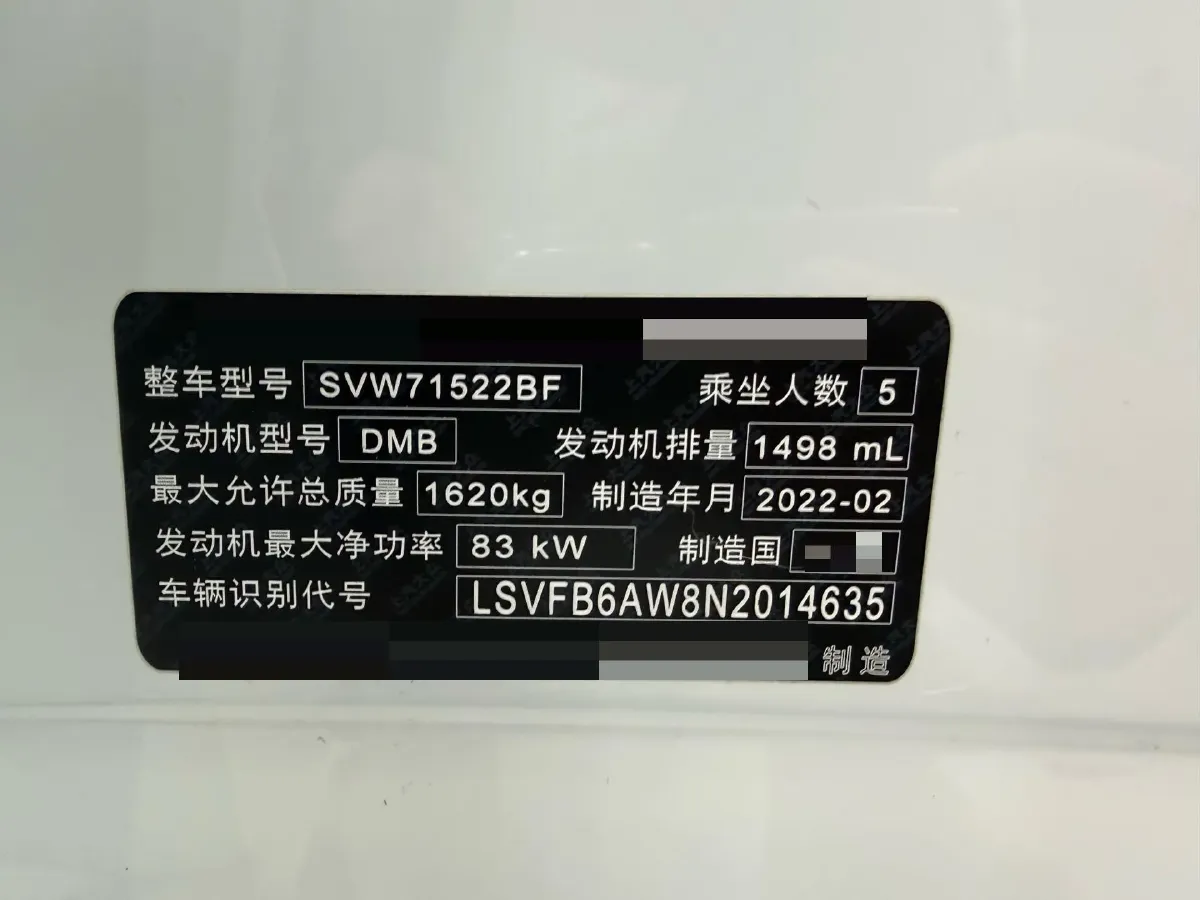 整车型号 SVW71522BF 乘坐人数 5
发动机型号 DMB 发动机排量 1498 mL
最大允许总质量 1620kg 制造年月 2022-02
发动机最大净功率 83 kW 制造国
车辆识别代号 LSVFB6AW8N2014635
制造